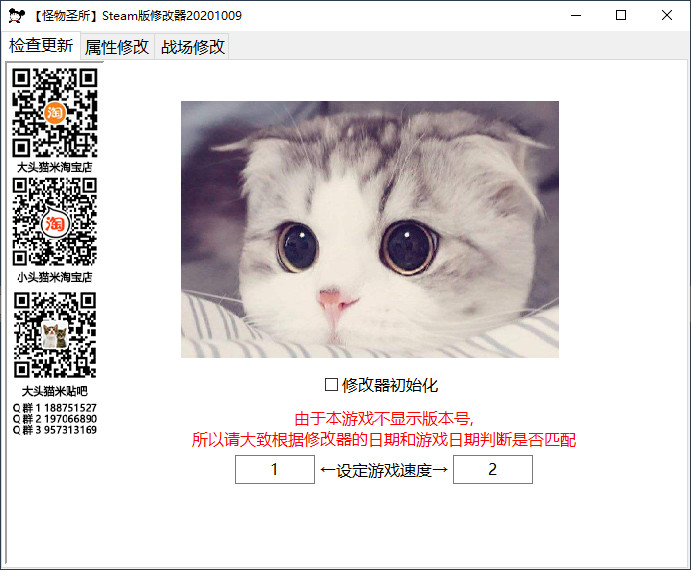 【怪物圣所】Steam版修改器20201009
检查更新 属性修改 战场修改
淘
大头猫米淘宝店
淘
小头猫米淘宝店
大头猫米贴吧
Q群1 188751527
Q群2 197066890
Q群3 957313169
修改器初始化
由于本游戏不显示版本号,
所以请大致根据修改器的日期和游戏日期判断是否匹配
1 ←设定游戏速度→ 2